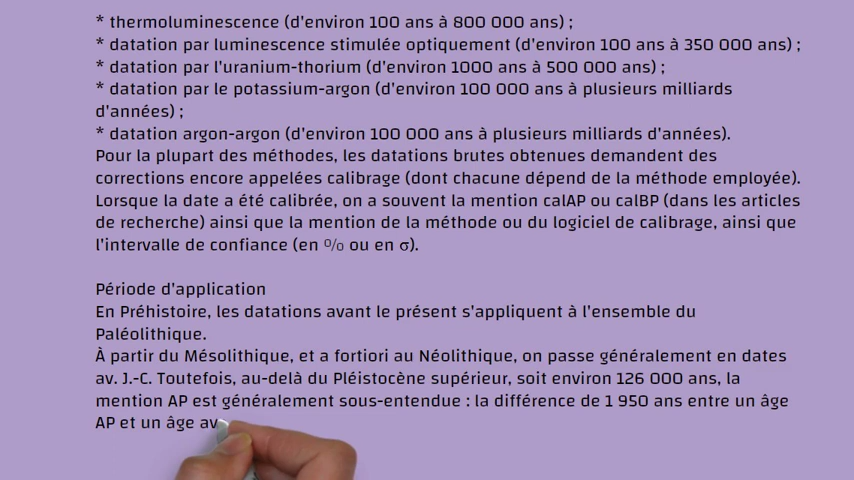 * thermoluminescence (d'environ 100 ans à 800 000 ans) ;
* datation par luminescence stimulée optiquement (d'environ 100 ans à 350 000 ans) ;
* datation par l'uranium-thorium (d'environ 1000 ans à 500 000 ans) ;
* datation par le potassium-argon (d'environ 100 000 ans à plusieurs milliards
d'années) ;
* datation argon-argon (d'environ 100 000 ans à plusieurs milliards d'années).
Pour la plupart des méthodes, les datations brutes obtenues demandent des
corrections encore appelées calibrage (dont chacune dépend de la méthode employée).
Lorsque la date a été calibrée, on a souvent la mention calAP ou calBP (dans les articles
de recherche) ainsi que la mention de la méthode ou du logiciel de calibrage, ainsi que
l'intervalle de confiance (en % ou en σ).
Période d'application
En Préhistoire, les datations avant le présent s'appliquent à l'ensemble du
Paléolithique.
À partir du Mésolithique, et a fortiori au Néolithique, on passe généralement en dates
av. J.-C. Toutefois, au-delà du Pléistocène supérieur, soit environ 126 000 ans, la
mention AP est généralement sous-entendue : la différence de 1 950 ans entre un âge
AP et un âge av